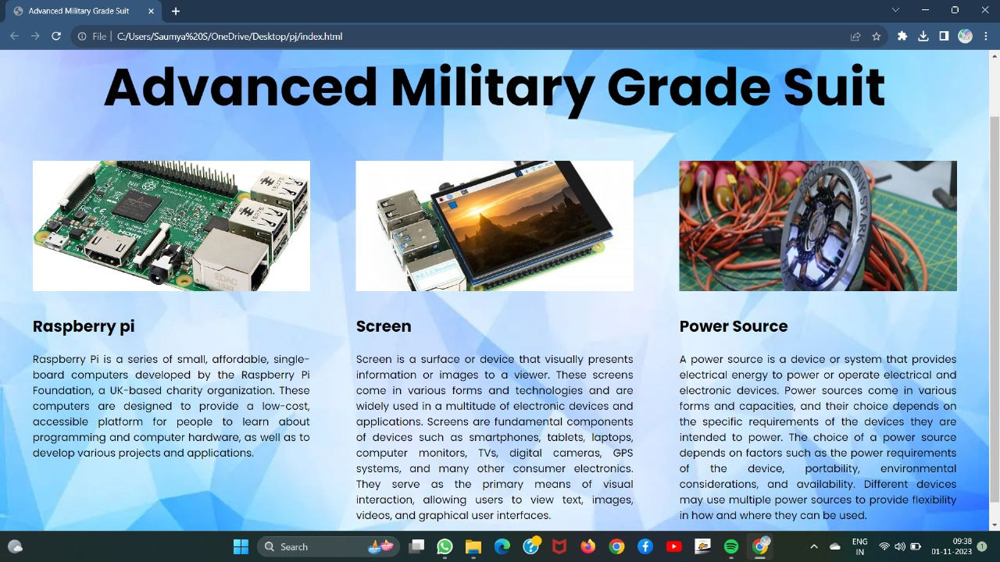 Advanced Military Grade Suit
File
C:/Users/Saumya%20S/OneDrive/Desktop/pj/index.html
Advanced Military Grade Suit
HDMI
EDAC
PROOF THAT TONY STARK
Raspberry pi
Raspberry Pi is a series of small, affordable, single-
board computers developed by the Raspberry Pi
Foundation, a UK-based charity organization. These
computers are designed to provide a low-cost,
accessible platform for people to learn about
programming and computer hardware, as well as to
develop various projects and applications.
Screen
Screen is a surface or device that visually presents
information or images to a viewer. These screens
come in various forms and technologies and are
widely used in a multitude of electronic devices and
applications. Screens are fundamental components
of devices such as smartphones, tablets, laptops,
computer monitors, TVs, digital cameras, GPS
systems, and many other consumer electronics.
They serve as the primary means of visual
interaction, allowing users to view text, images,
videos, and graphical user interfaces.
Power Source
A power source is a device or system that provides
electrical energy to power or operate electrical and
electronic devices. Power sources come in various
forms and capacities, and their choice depends on
the specific requirements of the devices they are
intended to power. The choice of a power source
depends on factors such as the power requirements
of the device, portability, environmental
considerations, and availability. Different devices
may use multiple power sources to provide flexibility
in how and where they can be used.
Search
ENG
IN
09:38
01-11-2023
1